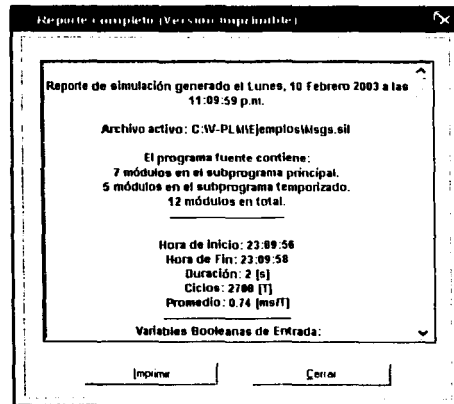 Reporte completo (Version Imprimible)
Reporte de simulación generado el Lunes, 10 Febrero 2003 a las
11:09:59 p.m.
Archivo activo: C:\V-PLM\Ejemplos\Msgs.sil
El programa fuente contiene:
7 módulos en el subprograma principal.
5 módulos en el subprograma temporizado.
12 módulos en total.
Hora de inicio: 23:09:56
Hora de Fin: 23:09:58
Duración: 2 [s]
Ciclos: 2700 [T]
Promedio: 0.74 [ms/T]
Variables Booleanas de Entrada:
Imprimir
Cerrar